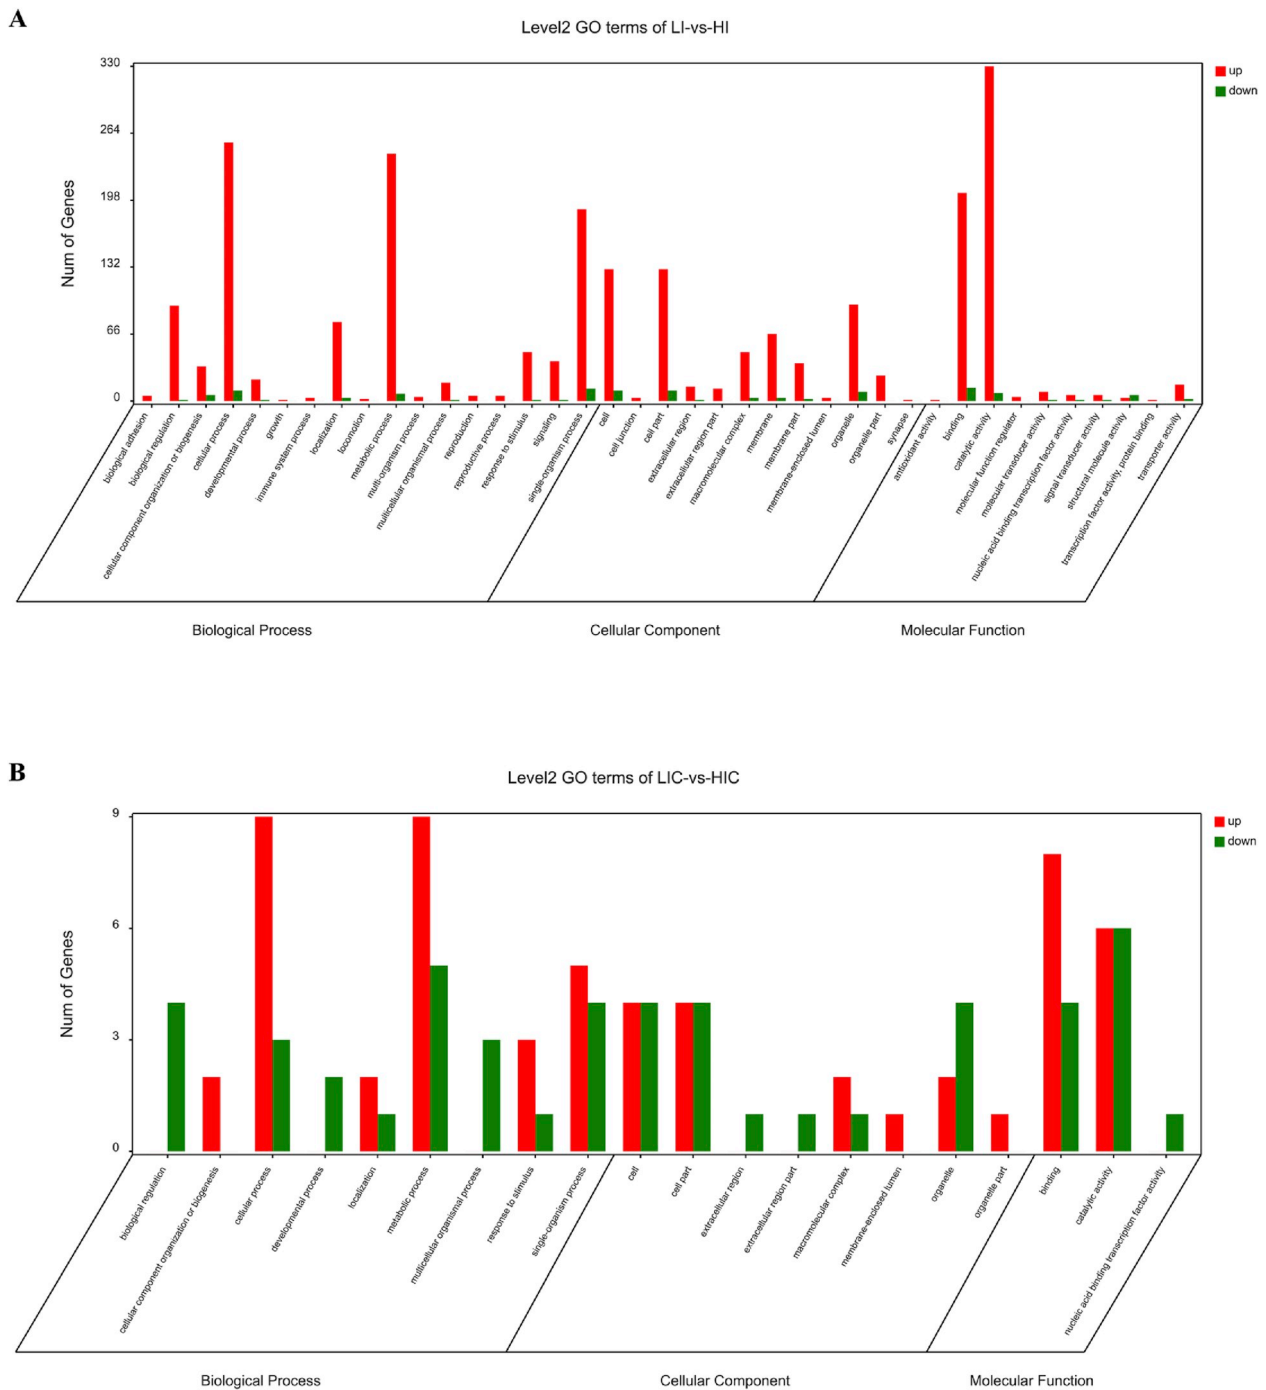 A
Level2 GO terms of LI-vs-HI
330
264
198
132
66
0
Num of Genes
up
down
biological adhesion
biological regulation
cellular component organization or biogenesis
cellular process
developmental process
growth
immune system process
localization
locomotion
metabolic process
multi-organism process
multicellular organismal process
reproduction
reproductive process
response to stimulus
signaling
single-organism process
cell
cell junction
cell part
extracellular region
extracellular region part
macromolecular complex
membrane
membrane part
membrane-enclosed lumen
organelle
organelle part
synapse
antioxidant activity
binding
catalytic activity
molecular function regulator
molecular transducer activity
nucleic acid binding transcription factor activity
signal transducer activity
structural molecule activity
transcription factor activity, protein binding
transporter activity
Biological Process
Cellular Component
Molecular Function
B
Level2 GO terms of LIC-vs-HIC
9
6
3
0
Num of Genes
up
down
biological regulation
cellular component organization or biogenesis
cellular process
developmental process
localization
metabolic process
multicellular organismal process
response to stimulus
single-organism process
cell
cell part
extracellular region
extracellular region part
macromolecular complex
membrane-enclosed lumen
organelle
organelle part
binding
catalytic activity
nucleic acid binding transcription factor activity
Biological Process
Cellular Component
Molecular Function